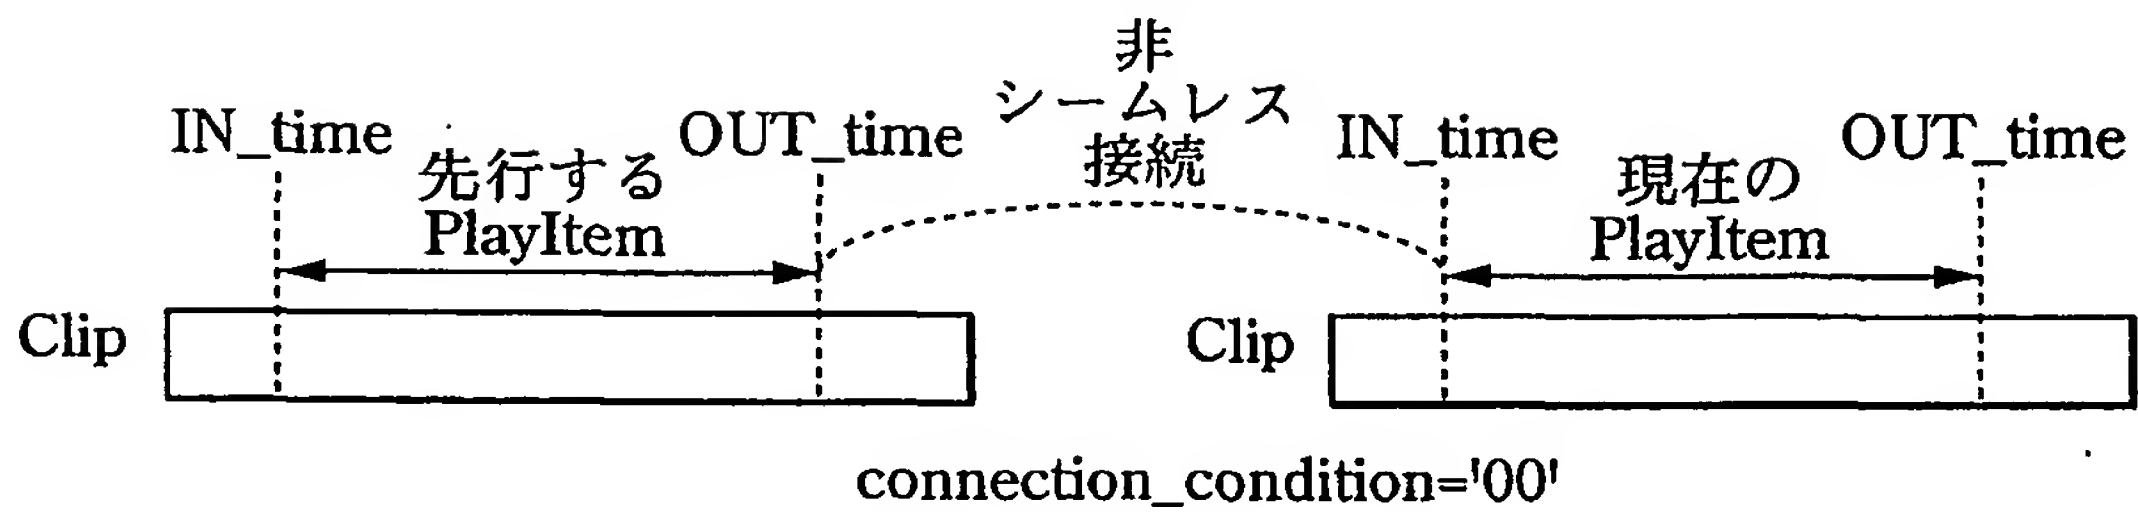 非
シームレス
接続
IN_time
先行する
PlayItem
OUT_time
IN_time
現在の
PlayItem
OUT_time
Clip
Clip
connection_condition='00'